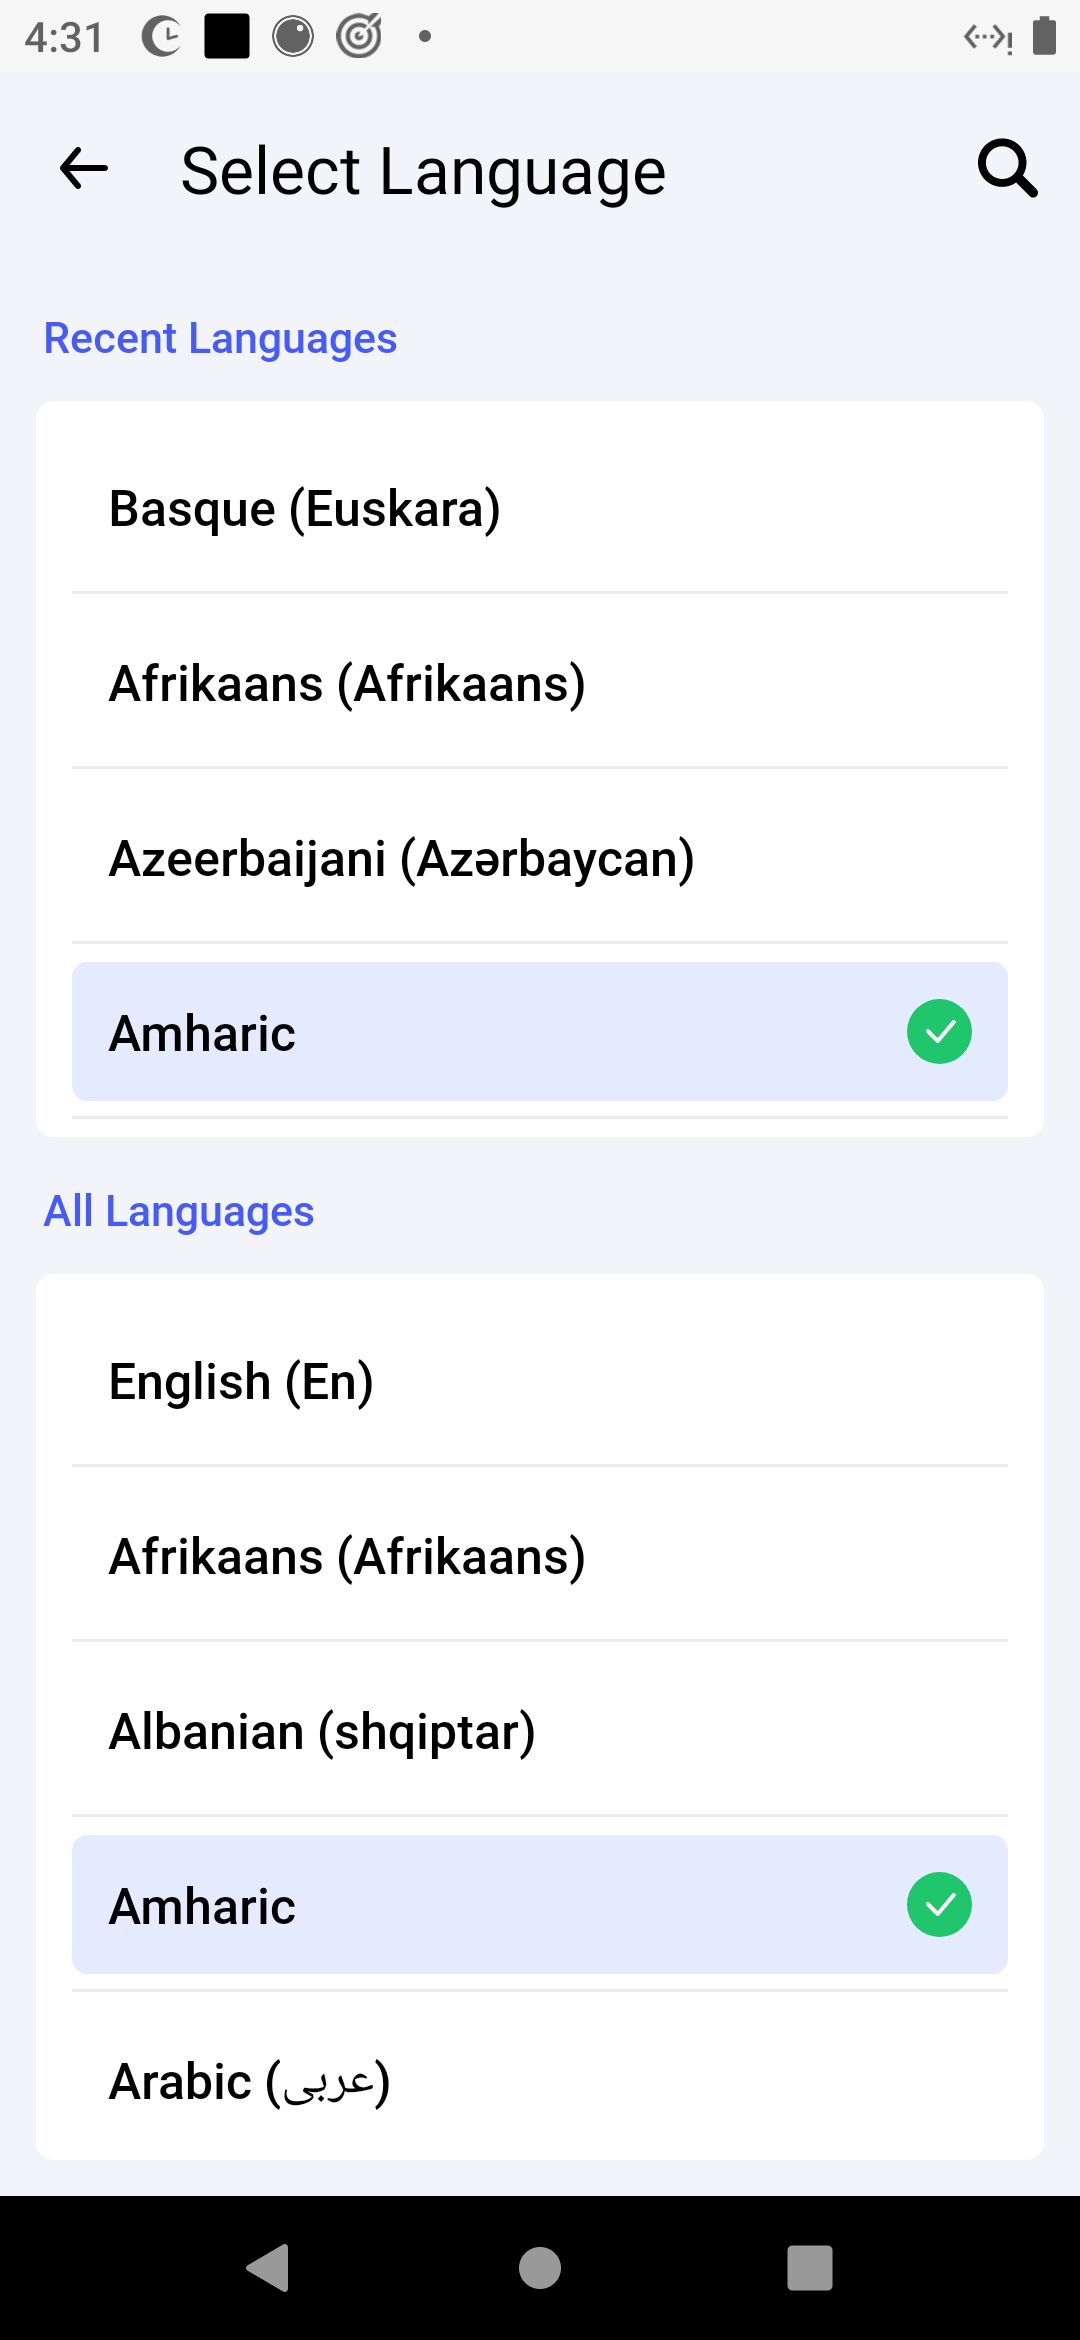 4:31
Select Language
Recent Languages
Basque (Euskara)
Afrikaans (Afrikaans)
Azeerbaijani (Azərbaycan)
Amharic
All Languages
English (En)
Afrikaans (Afrikaans)
Albanian (shqiptar)
Amharic
Arabic (عربی)